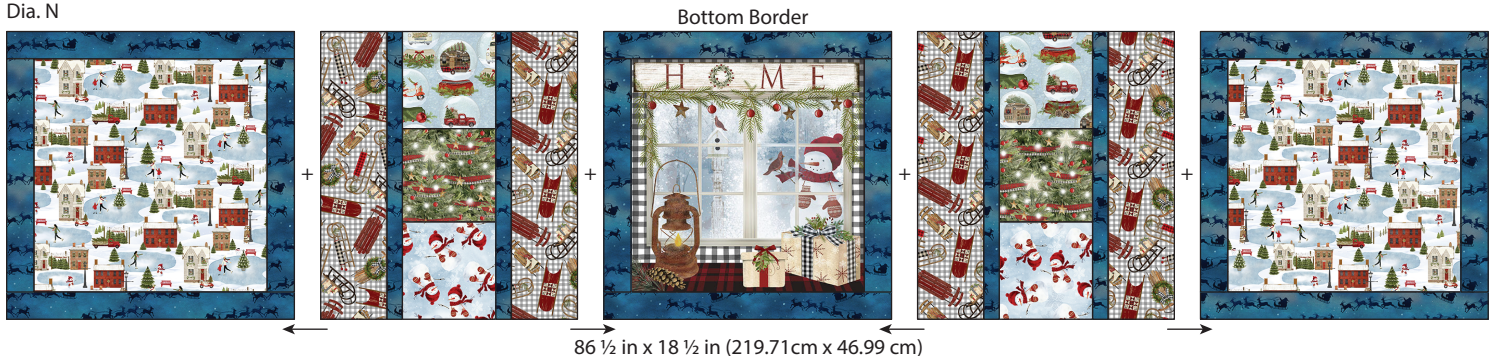 Dia. N
Bottom Border
HOME
+ + + +
86 ½ in x 18 ½ in (219.71cm x 46.99 cm)